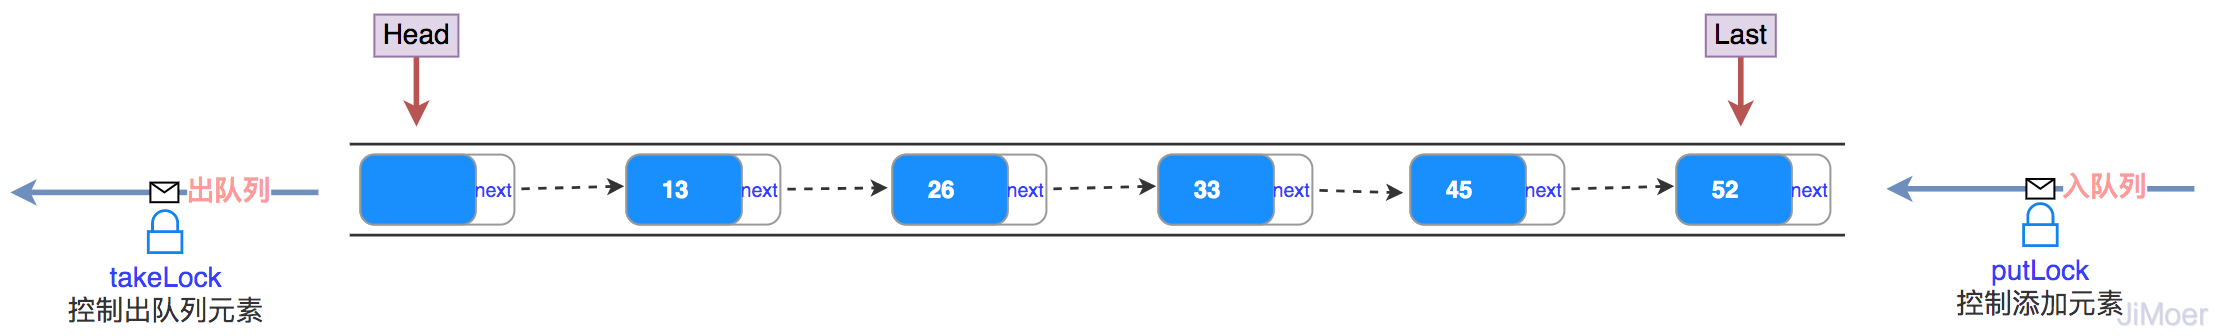 Head
Last
出队列
next
13
next
26
next
33
next
45
next
52
next
入队列
takeLock
控制出队列元素
putLock
控制添加元素
JiMoer